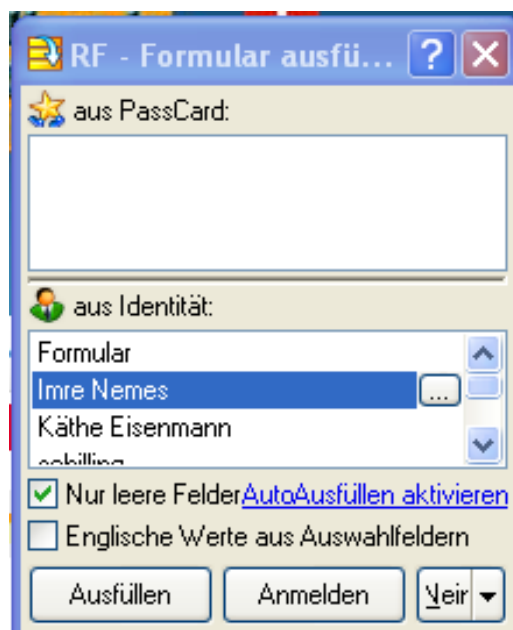 RF - Formular ausfü...
aus PassCard:
aus Identität:
Formular
Imre Nemes
...
Käthe Eisenmann
schilling
Nur leere Felder AutoAusfüllen aktivieren
Englische Werte aus Auswahlfeldern
Ausfüllen Anmelden Neir